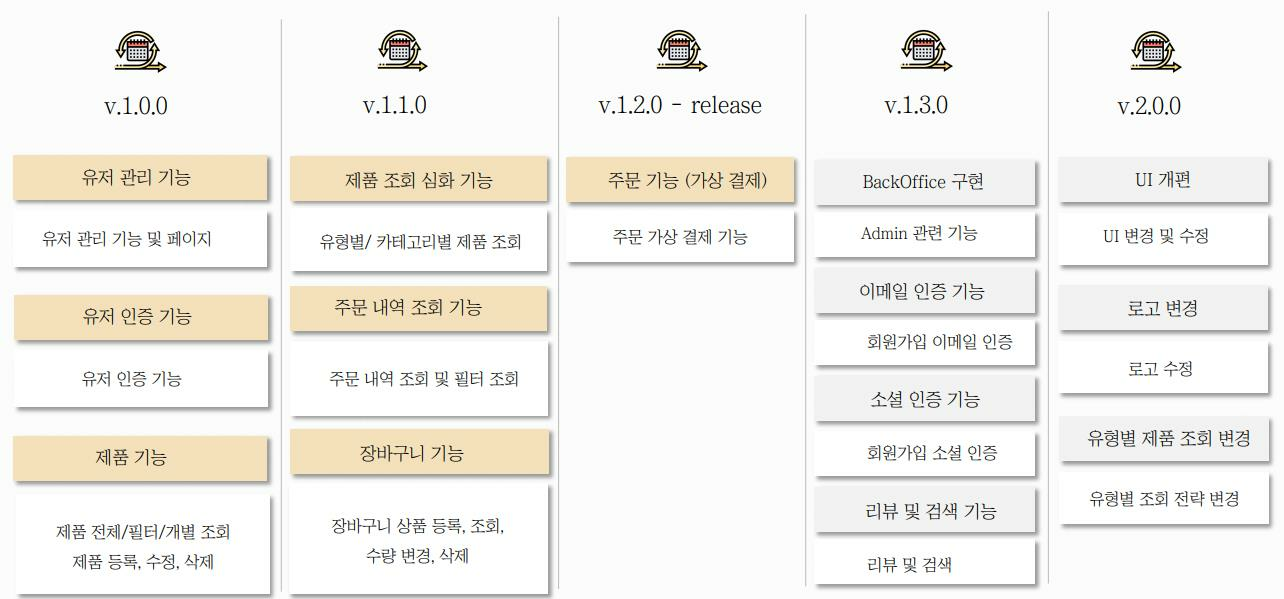 v.1.0.0
유저 관리 기능
유저 관리 기능 및 페이지
유저 인증 기능
유저 인증 기능
제품 기능
제품 전체/필터/개별 조회
제품 등록, 수정, 삭제
v.1.1.0
제품 조회 심화 기능
유형별/ 카테고리별 제품 조회
주문 내역 조회 기능
주문 내역 조회 및 필터 조회
장바구니 기능
장바구니 상품 등록, 조회,
수량 변경, 삭제
v.1.2.0 - release
주문 기능 (가상 결제)
주문 가상 결제 기능
v.1.3.0
BackOffice 구현
Admin 관련 기능
이메일 인증 기능
회원가입 이메일 인증
소셜 인증 기능
회원가입 소셜 인증
리뷰 및 검색 기능
리뷰 및 검색
v.2.0.0
UI 개편
UI 변경 및 수정
로고 변경
로고 수정
유형별 제품 조회 변경
유형별 조회 전략 변경